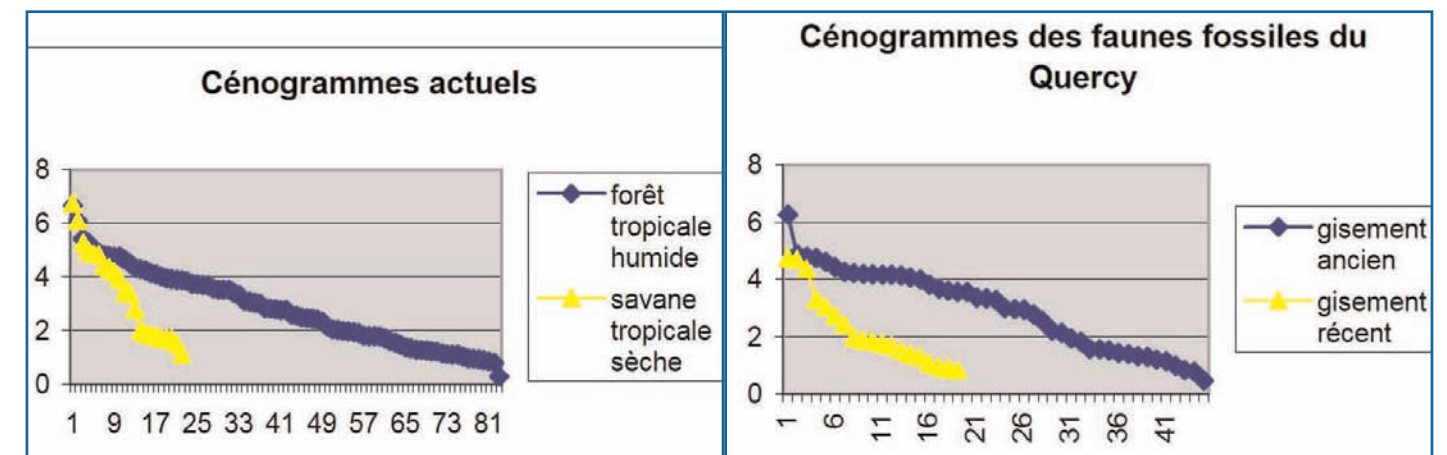 Cénogrammes actuels
8
6
4
2
0
1 9 17 25 33 41 49 57 65 73 81
forêt
tropicale
humide
savane
tropicale
sèche
Cénogrammes des faunes fossiles du
Quercy
8
6
4
2
0
1 6 11 16 21 26 31 36 41
gisement
ancien
gisement
récent